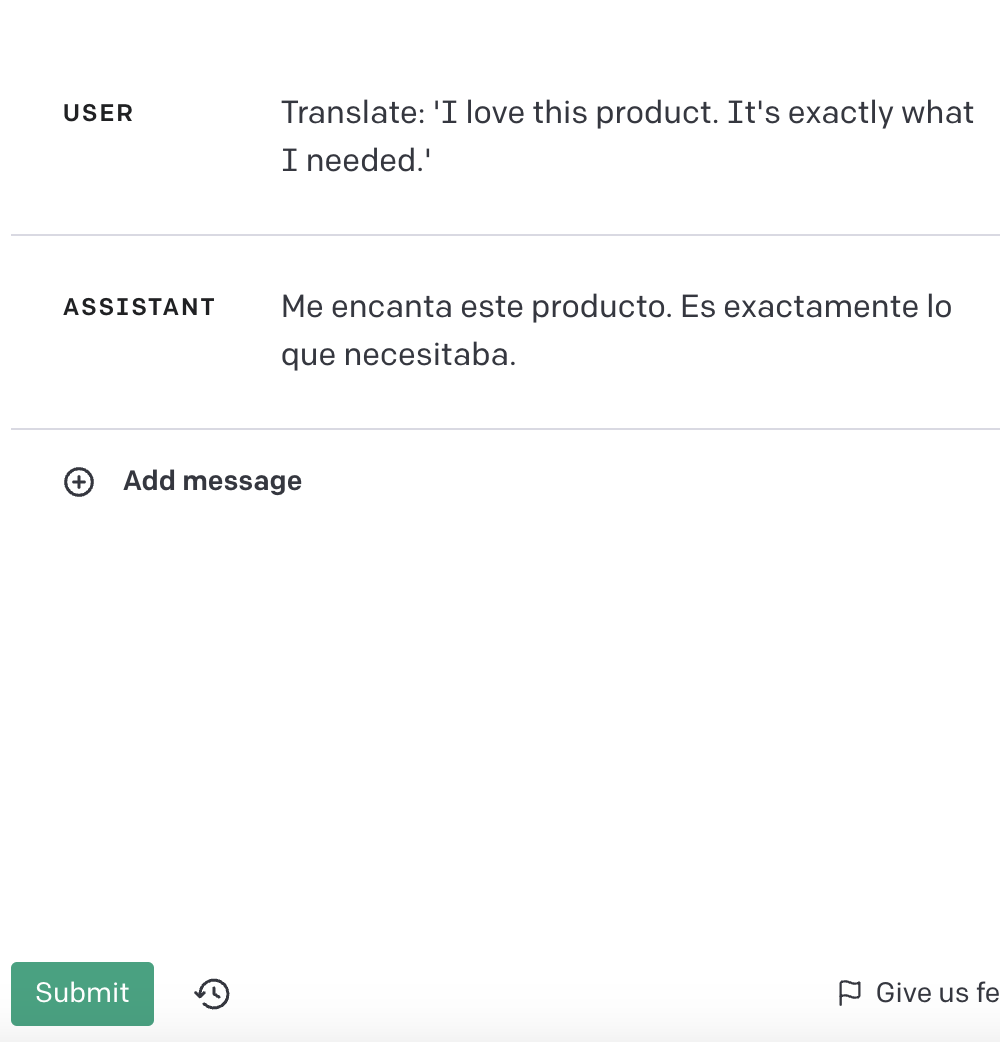 USER
Translate: 'I love this product. It's exactly what
I needed.'
ASSISTANT
Me encanta este producto. Es exactamente lo
que necesitaba.
Add message
Submit
Give us fe